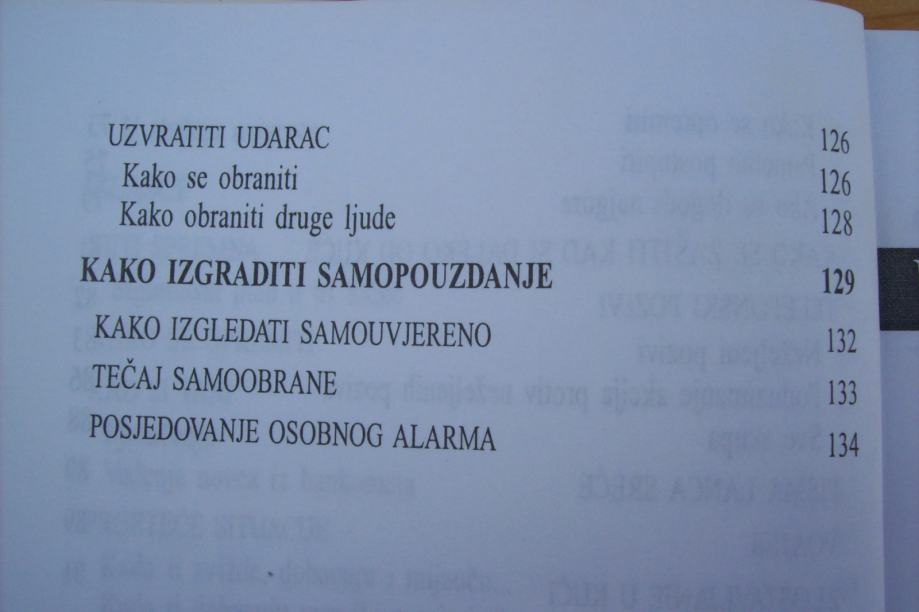 UZVRATITI UDARAC 126
Kako se obraniti 126
Kako obraniti druge ljude 128
KAKO IZGRADITI SAMOPOUZDANJE 129
KAKO IZGLEDATI SAMOUVJERENO 132
TEČAJ SAMOOBRANE 133
POSJEDOVANJE OSOBNOG ALARMA 134